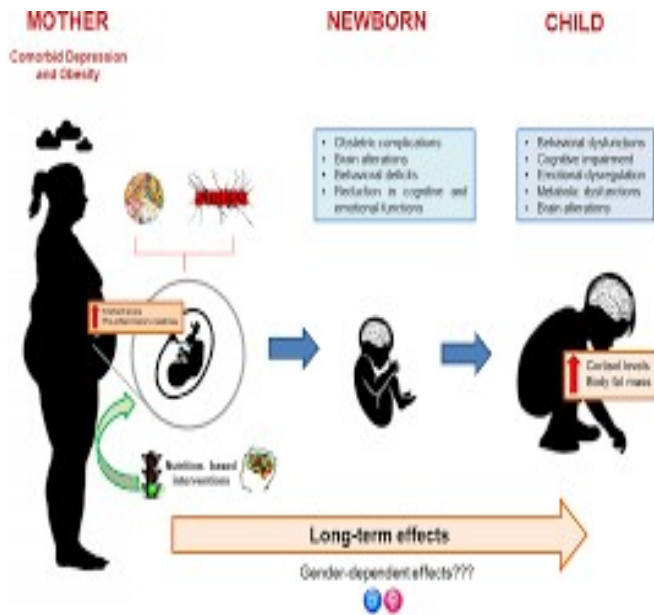 MOTHER
Comorbid Depression
and Obesity
NEWBORN
CHILD
Obstetric complications
Brain alterations
Behavioral deficits
Reduction in cognitive and
emotional functions
Behavioral dysfunctions
Cognitive impairment
Emotional dysregulation
Metabolic dysfunctions
Brain alterations
STRESS
Cortisol levels
Body fat mass
Nutrition- based
interventions
Long-term effects
Gender-dependent effects???